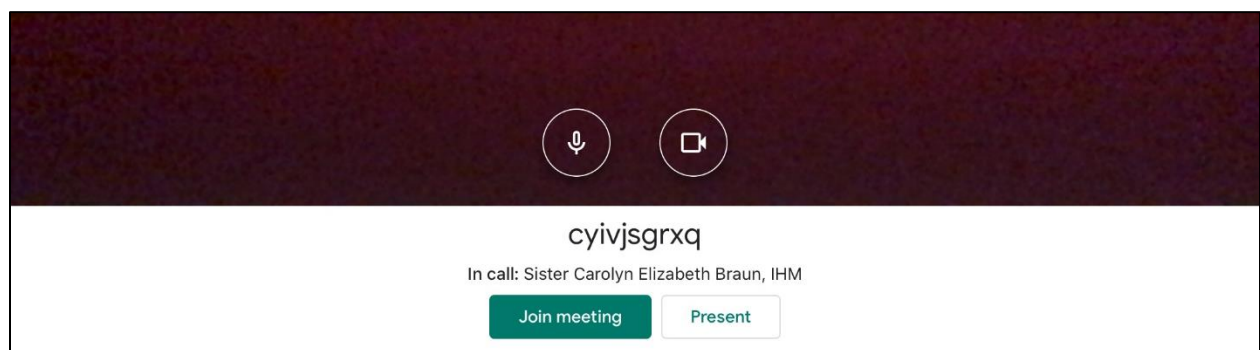 cyivjsgrxq
In call: Sister Carolyn Elizabeth Braun, IHM
Join meeting Present